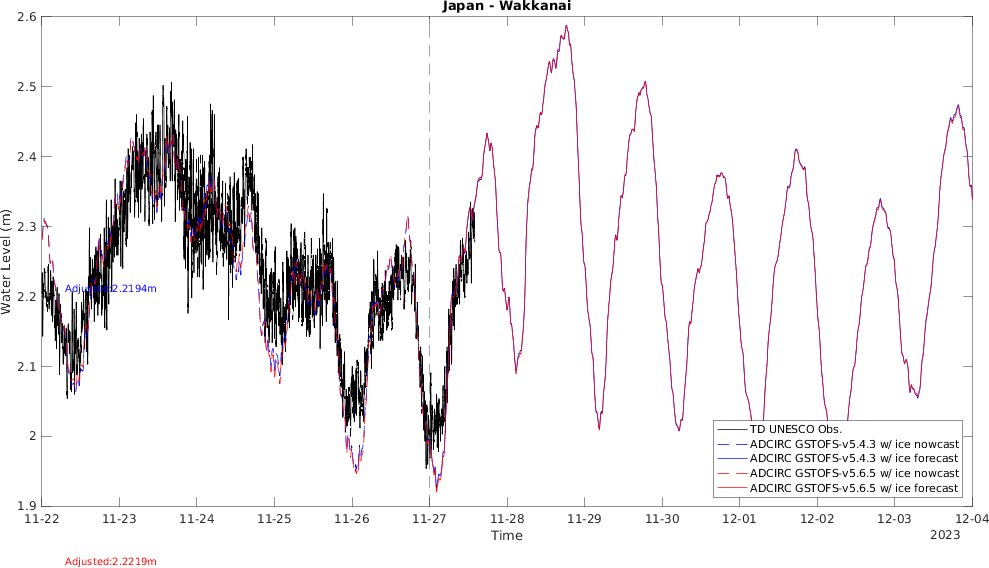 Japan - Wakkanai
2.6
2.5
2.4
2.3
2.2
2.1
2
1.9
Water Level (m)
Adjusted:2.2194m
TD UNESCO Obs.
ADCIRC GSTOFS-v5.4.3 w/ ice nowcast
ADCIRC GSTOFS-v5.4.3 w/ ice forecast
ADCIRC GSTOFS-v5.6.5 w/ ice nowcast
ADCIRC GSTOFS-v5.6.5 w/ ice forecast
11-22 11-23 11-24 11-25 11-26 11-27 11-28 11-29 11-30 12-01 12-02 12-03 12-04
Time 2023
Adjusted:2.2219m